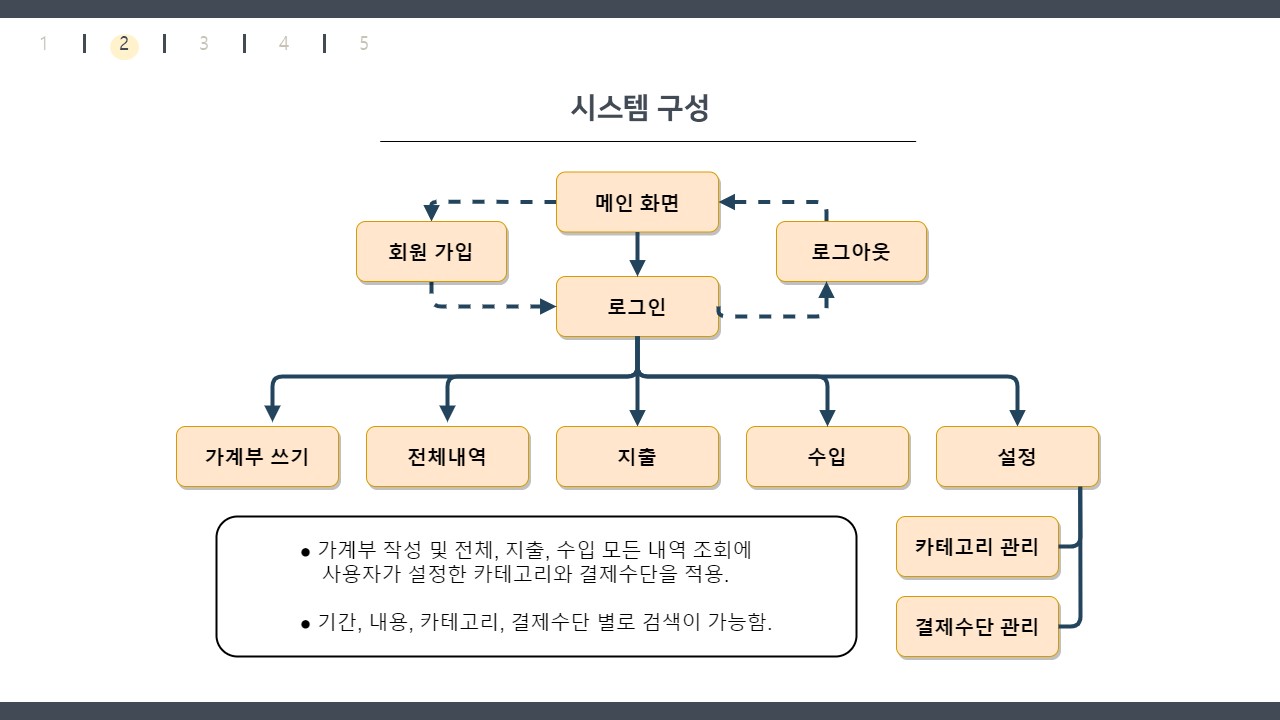 1 | 2 | 3 | 4 | 5
시스템 구성
메인 화면
회원 가입
로그아웃
로그인
가계부 쓰기
전체내역
지출
수입
설정
● 가계부 작성 및 전체, 지출, 수입 모든 내역 조회에
사용자가 설정한 카테고리와 결제수단을 적용.
● 기간, 내용, 카테고리, 결제수단 별로 검색이 가능함.
카테고리 관리
결제수단 관리